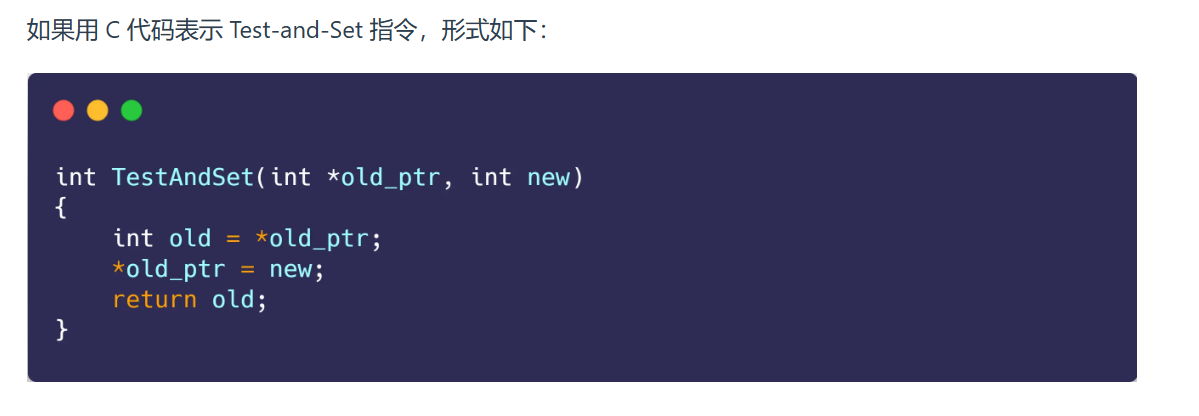 如果用 C 代码表示 Test-and-Set 指令，形式如下：
int TestAndSet(int *old_ptr, int new)
{
    int old = *old_ptr;
    *old_ptr = new;
    return old;
}